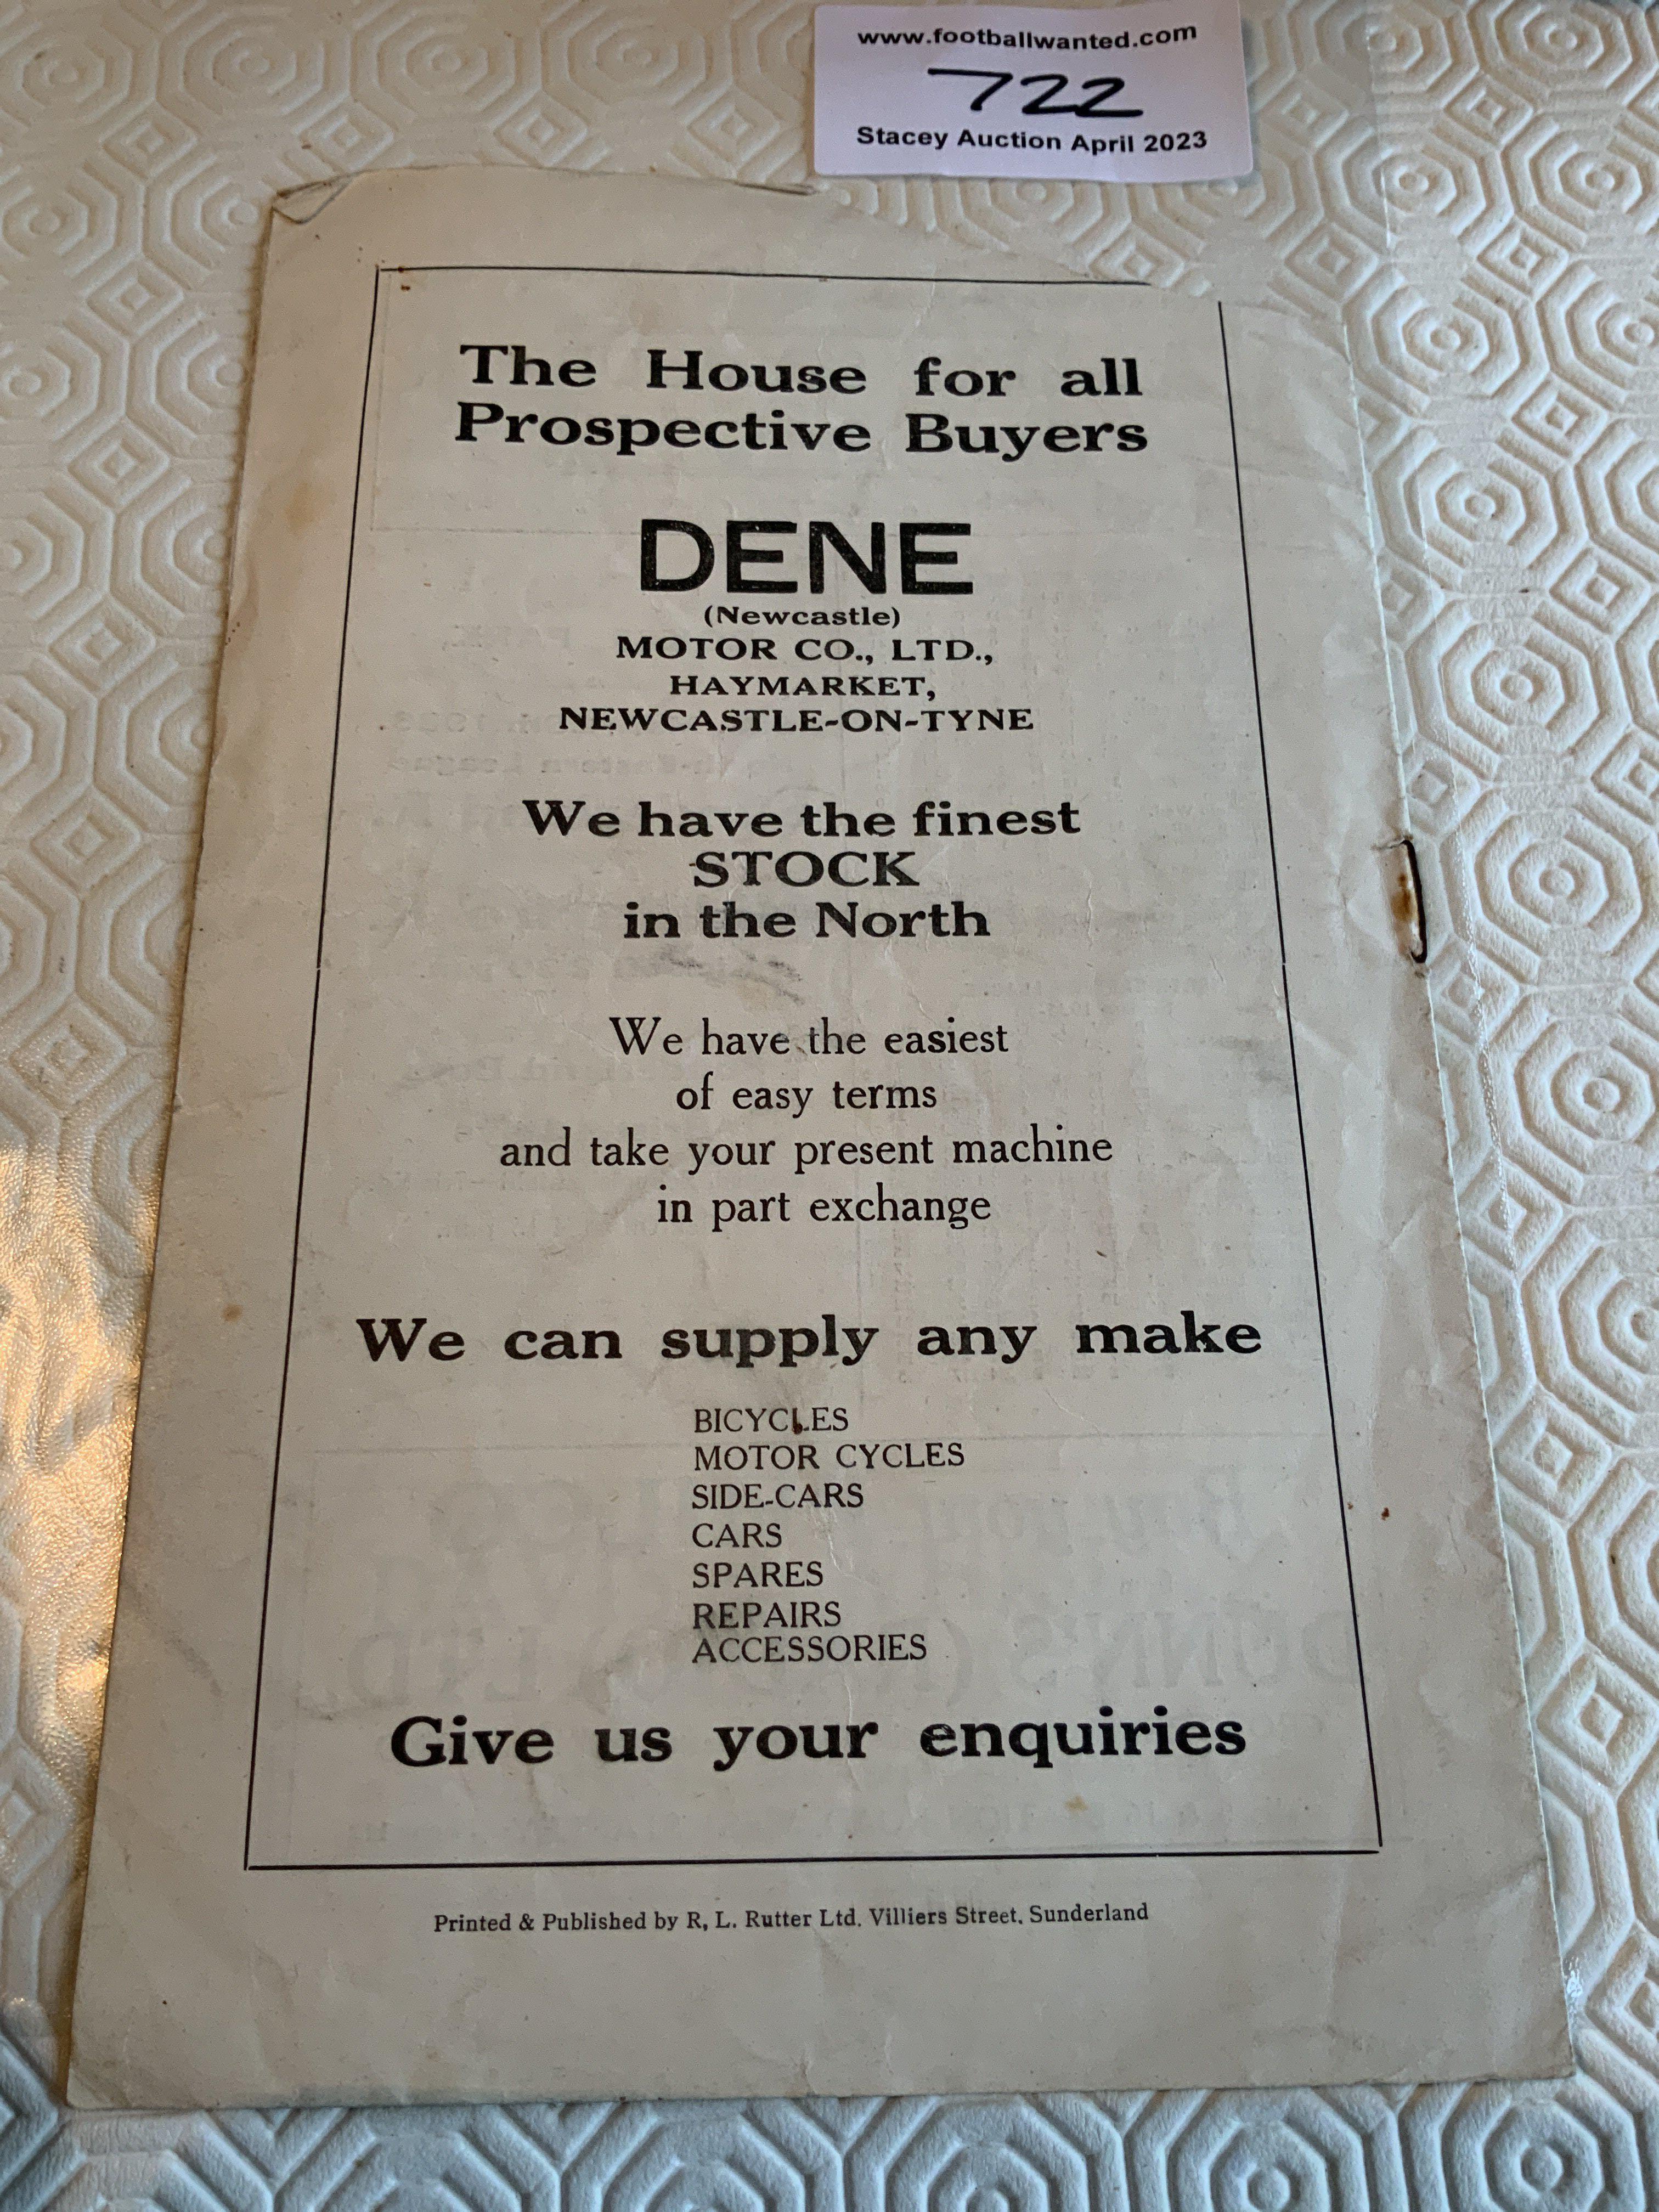 www.footballwanted.com
722
Stacey Auction April 2023
The House for all
Prospective Buyers
DENE
(Newcastle)
MOTOR CO., LTD.,
HAYMARKET,
NEWCASTLE-ON-TYNE
We have the finest
STOCK
in the North
We have the easiest
of easy terms
and take your present machine
in part exchange
We can supply any make
BICYCLES
MOTOR CYCLES
SIDE-CARS
CARS
SPARES
REPAIRS
ACCESSORIES
Give us your enquiries
Printed & Published by R, L. Rutter Ltd. Villiers Street, Sunderland